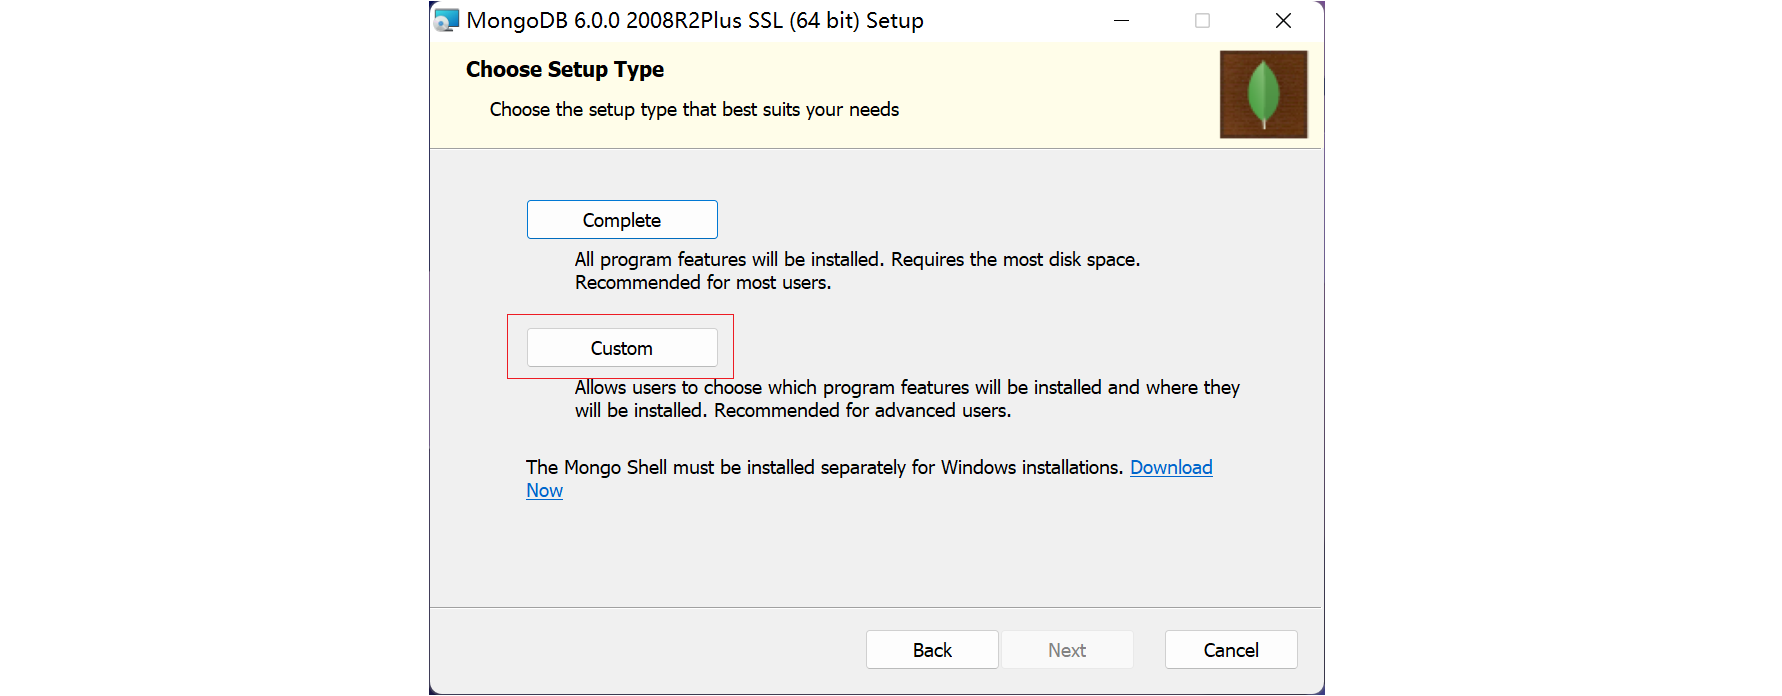 MongoDB 6.0.0 2008R2Plus SSL (64 bit) Setup
Choose Setup Type
Choose the setup type that best suits your needs
Complete
All program features will be installed. Requires the most disk space.
Recommended for most users.
Custom
Allows users to choose which program features will be installed and where they
will be installed. Recommended for advanced users.
The Mongo Shell must be installed separately for Windows installations. Download
Now
Back
Next
Cancel